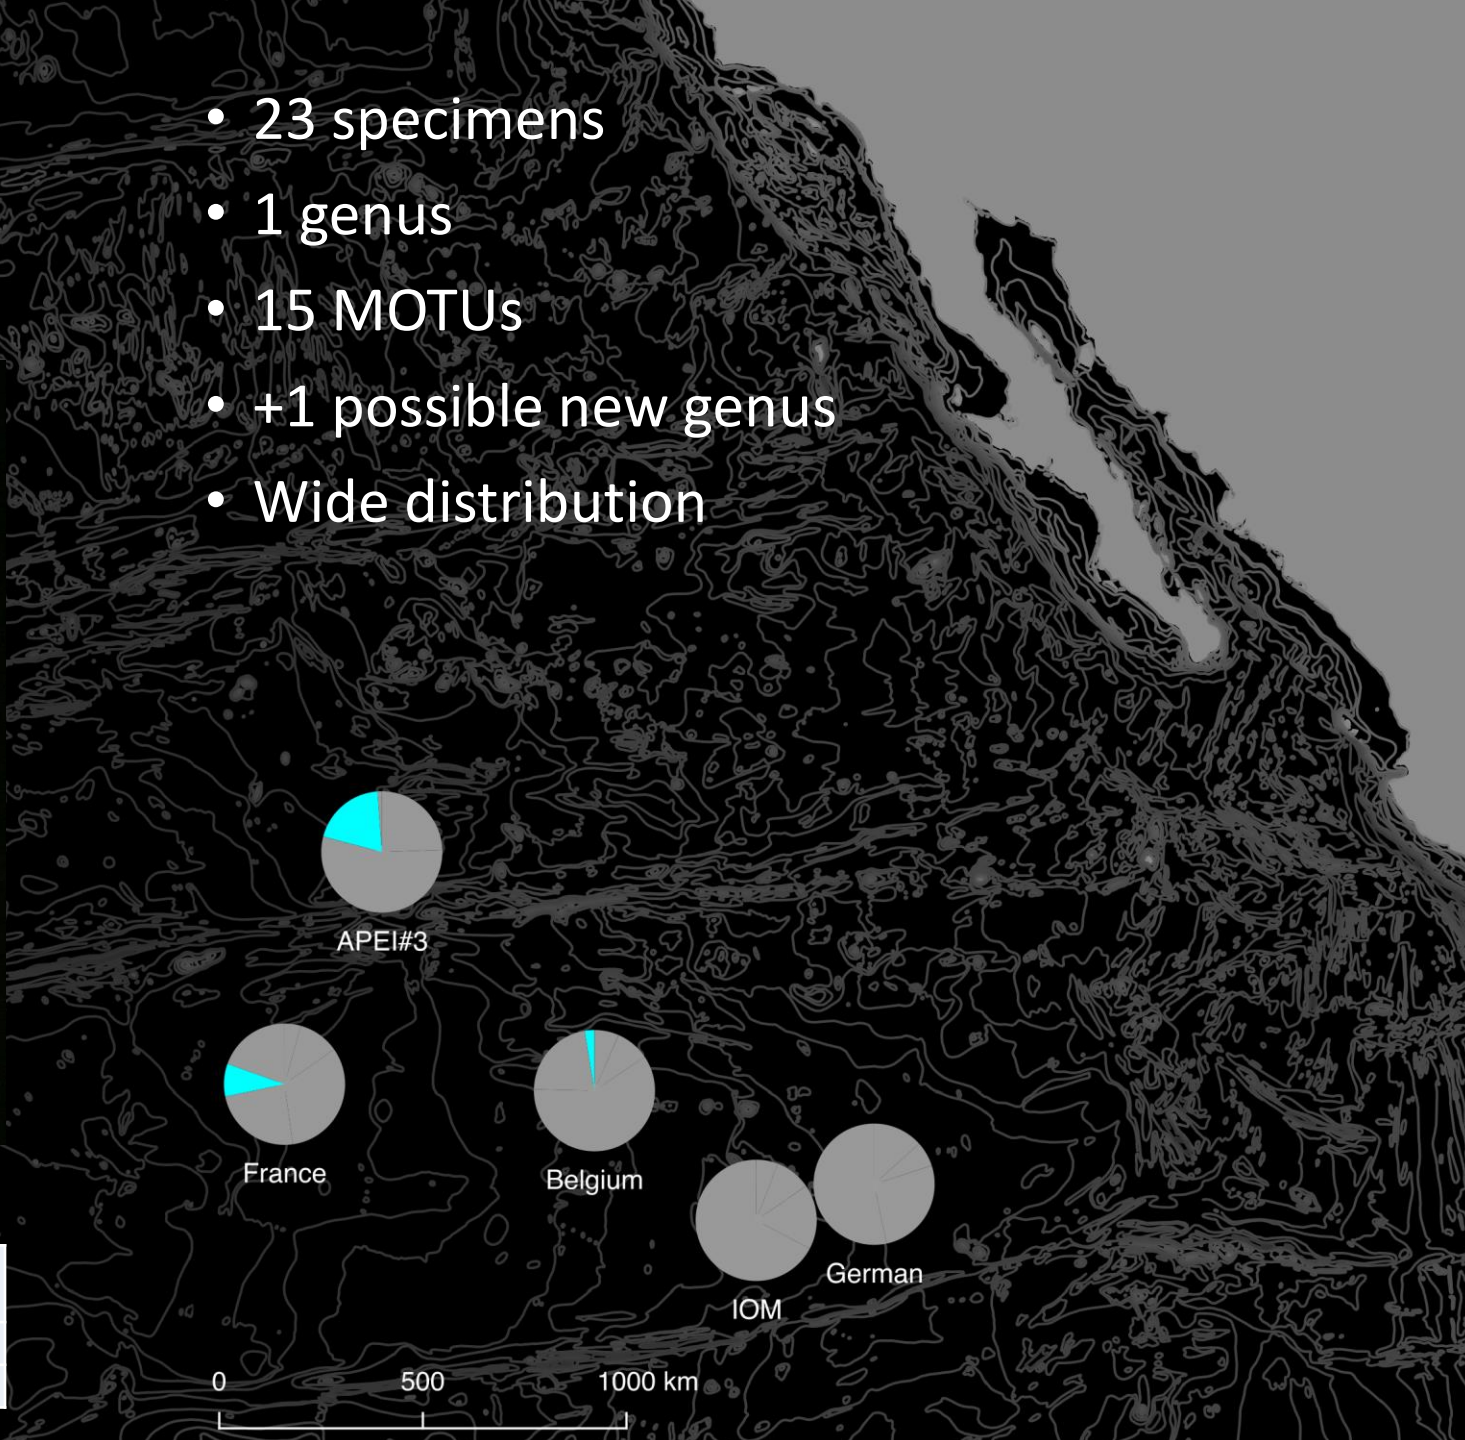 • 23 specimens
• 1 genus
• 15 MOTUs
• +1 possible new genus
• Wide distribution
APEI#3
France
Belgium
German
IOM
0 500 1000 km